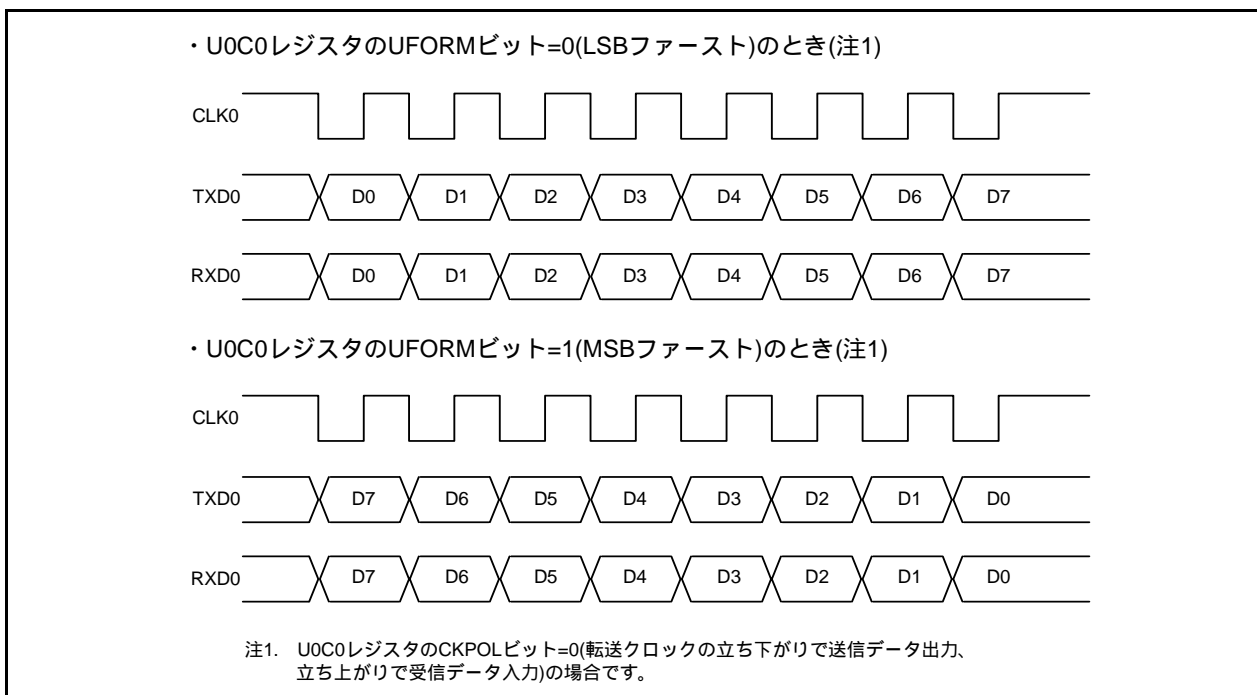 ・U0C0レジスタのUFORMビット=0(LSBファースト)のとき(注1)
CLK0
TXD0 D0 D1 D2 D3 D4 D5 D6 D7
RXD0 D0 D1 D2 D3 D4 D5 D6 D7
・U0C0レジスタのUFORMビット=1(MSBファースト)のとき(注1)
CLK0
TXD0 D7 D6 D5 D4 D3 D2 D1 D0
RXD0 D7 D6 D5 D4 D3 D2 D1 D0
注1. U0C0レジスタのCKPOLビット=0(転送クロックの立ち下がりで送信データ出力、
立ち上がりで受信データ入力)の場合です。